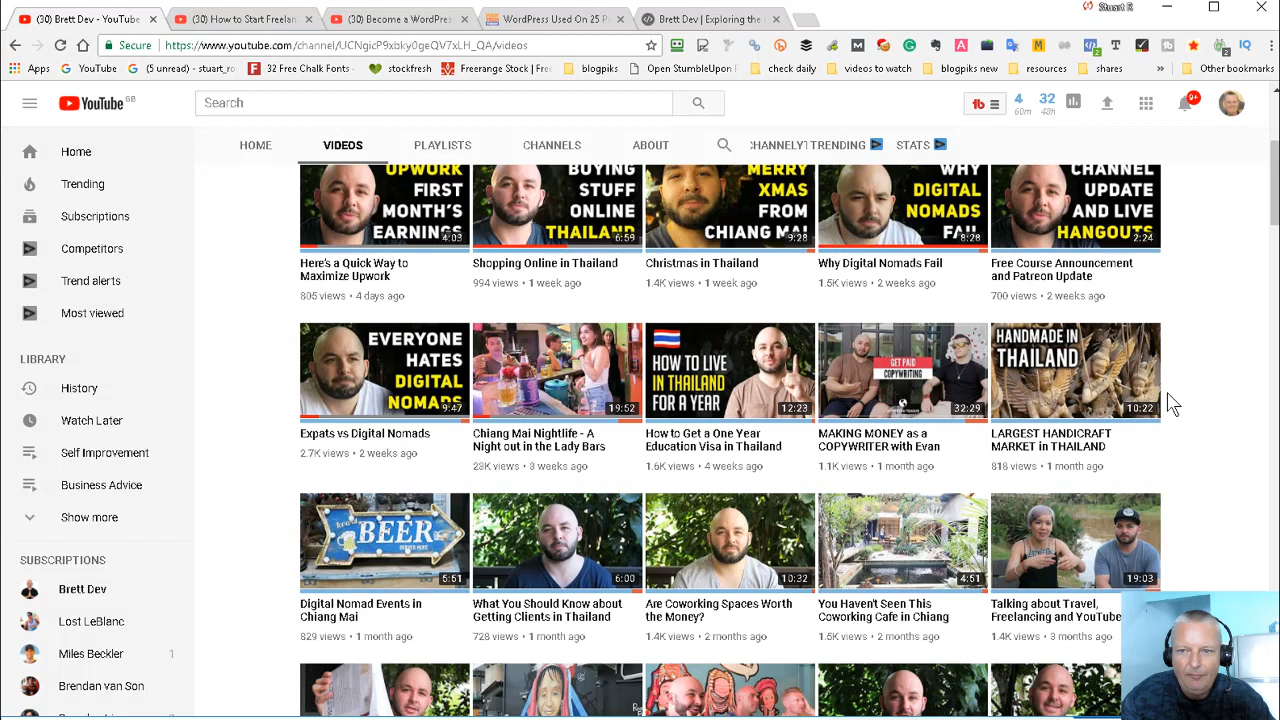 (30) Brett Dev - YouTube
(30) How to Start Freelan
(30) Become a WordPress
WordPress Used On 25 P
Brett Dev | Exploring the
Stuart R
Secure
https://www.youtube.com/channel/UCNgicP9xbkyJgeQV7xLH_QA/videos
Apps
YouTube
(5 unread) - stuart_ro
32 Free Chalk Fonts -
stockfresh
Freerange Stock | Free
blogpiks
Open Stumblein
check daily
videos to watch
blogpiks new
resources
shares
Other bookmarks
YouTube GB
Search
tb
4
60m
32
48h
9+
HOME
VIDEOS
PLAYLISTS
CHANNELS
ABOUT
TRENDING
STATS
Home
Trending
Subscriptions
Competitors
Trend alerts
Most viewed
LIBRARY
History
Watch Later
Self Improvement
Business Advice
Show more
SUBSCRIPTIONS
Brett Dev
Lost LeBlanc
Miles Beckler 1
Brendan van Son
UPWORK
FIRST
MONTH'S
EARNINGS
4:03
BUYING
STUFF
ONLINE
THAILAND
6:59
MERRY
XMAS
FROM
CHIANG MAI
9:28
WHY
DIGITAL
NOMADS
FAIL
8:28
CHANNEL
UPDATE
AND LIVE
HANGOUTS
2:24
Here's a Quick Way to
Maximize Upwork
805 views • 4 days ago
Shopping Online in Thailand
994 views • 1 week ago
Christmas in Thailand
1.4K views • 1 week ago
Why Digital Nomads Fail
1.5K views • 2 weeks ago
Free Course Announcement
and Patreon Update
700 views • 2 weeks ago
EVERYONE
HATES
DIGITAL
NOMADS
9:47
19:52
HOW TO LIVE
IN THAILAND
FOR A YEAR
12:23
GET PAID
COPYWRITING
32:29
HANDMADE IN
THAILAND
10:22
Expats vs Digital Nomads
2.7K views • 2 weeks ago
Chiang Mai Nightlife - A
Night out in the Lady Bars
28K views • 3 weeks ago
How to Get a One Year
Education Visa in Thailand
1.6K views • 4 weeks ago
MAKING MONEY as a
COPYWRITER with Evan
1.1K views • 1 month ago
LARGEST HANDICRAFT
MARKET in THAILAND
818 views • 1 month ago
BEER
5:51
6:00
10:32
4:51
19:03
Digital Nomad Events in
Chiang Mai
829 views • 1 month ago
What You Should Know about
Getting Clients in Thailand
728 views • 1 month ago
Are Coworking Spaces Worth
the Money?
1.4K views • 2 months ago
You Haven't Seen This
Coworking Cafe in Chiang
1.5K views • 2 months ago
Talking about Travel,
Freelancing and YouTube
1.4K views • 3 months ago